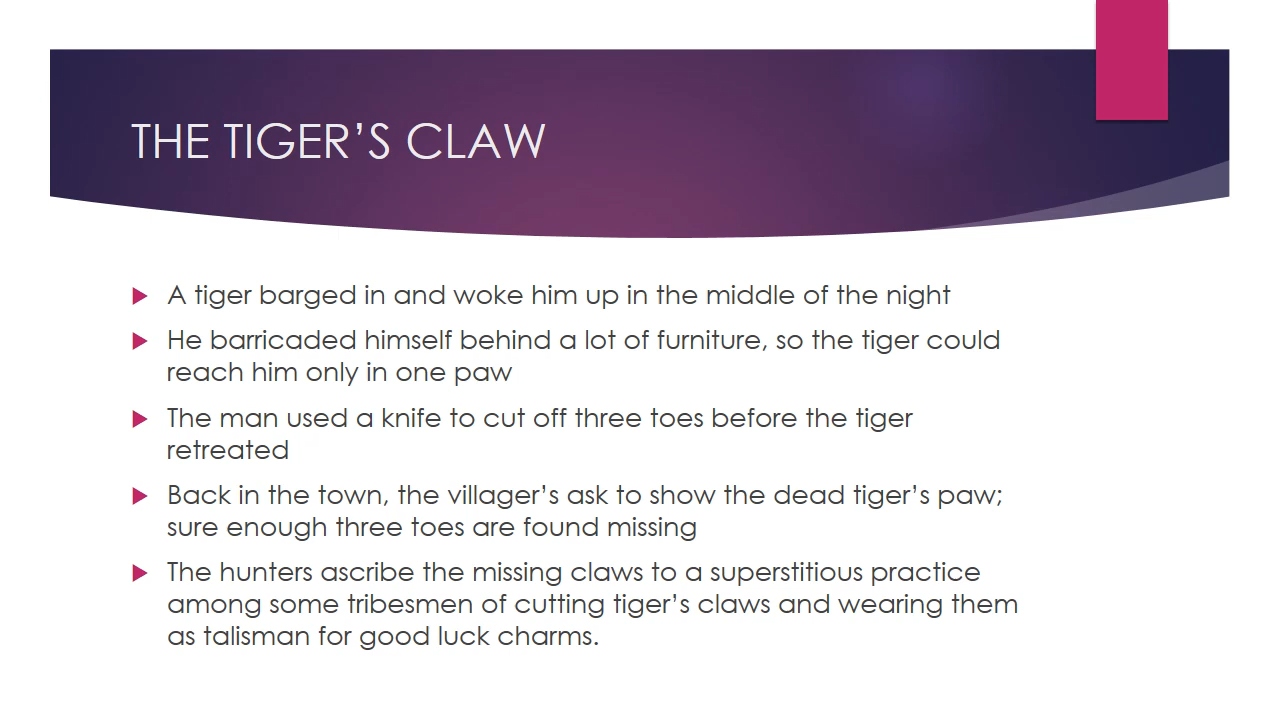 THE TIGER’S CLAW
A tiger barged in and woke him up in the middle of the night
He barricaded himself behind a lot of furniture, so the tiger could
reach him only in one paw
The man used a knife to cut off three toes before the tiger
retreated
Back in the town, the villager’s ask to show the dead tiger’s paw;
sure enough three toes are found missing
The hunters ascribe the missing claws to a superstitious practice
among some tribesmen of cutting tiger’s claws and wearing them
as talisman for good luck charms.